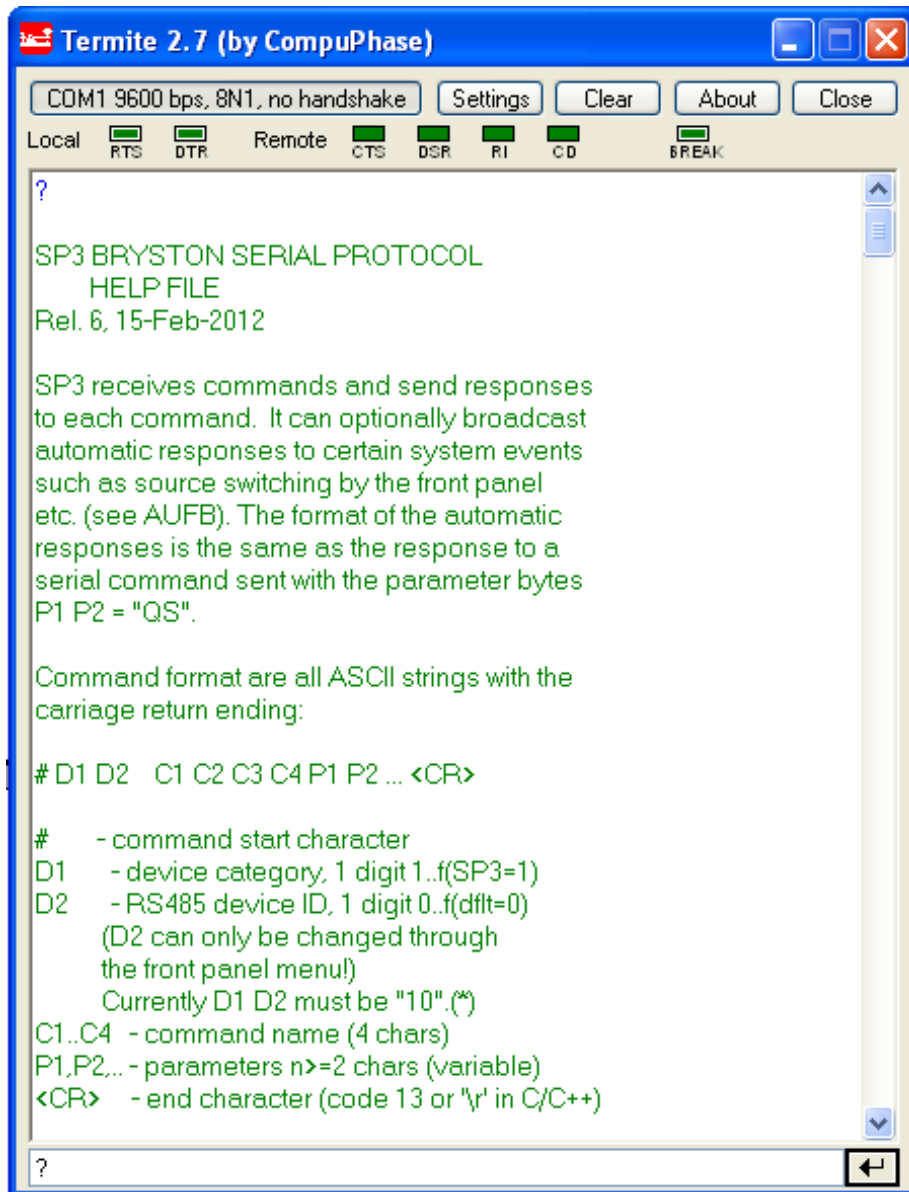 Termite 2.7 (by CompuPhase)
COM1 9600 bps, 8N1, no handshake Settings Clear About Close
Local RTS DTR Remote CTS DSR RI CD BREAK
?
SP3 BRYSTON SERIAL PROTOCOL
HELP FILE
Rel. 6, 15-Feb-2012
SP3 receives commands and send responses
to each command. It can optionally broadcast
automatic responses to certain system events
such as source switching by the front panel
etc. (see AUFB). The format of the automatic
responses is the same as the response to a
serial command sent with the parameter bytes
P1 P2 = "QS".
Command format are all ASCII strings with the
carriage return ending:
# D1 D2 C1 C2 C3 C4 P1 P2 ... <CR>
# - command start character
D1 - device category, 1 digit 1..f(SP3=1)
D2 - RS485 device ID, 1 digit 0..f(dflt=0)
(D2 can only be changed through
the front panel menu!)
Currently D1 D2 must be "10".(*)
C1..C4 - command name (4 chars)
P1,P2,.. - parameters n>=2 chars (variable)
<CR> - end character (code 13 or '\r' in C/C++)
?